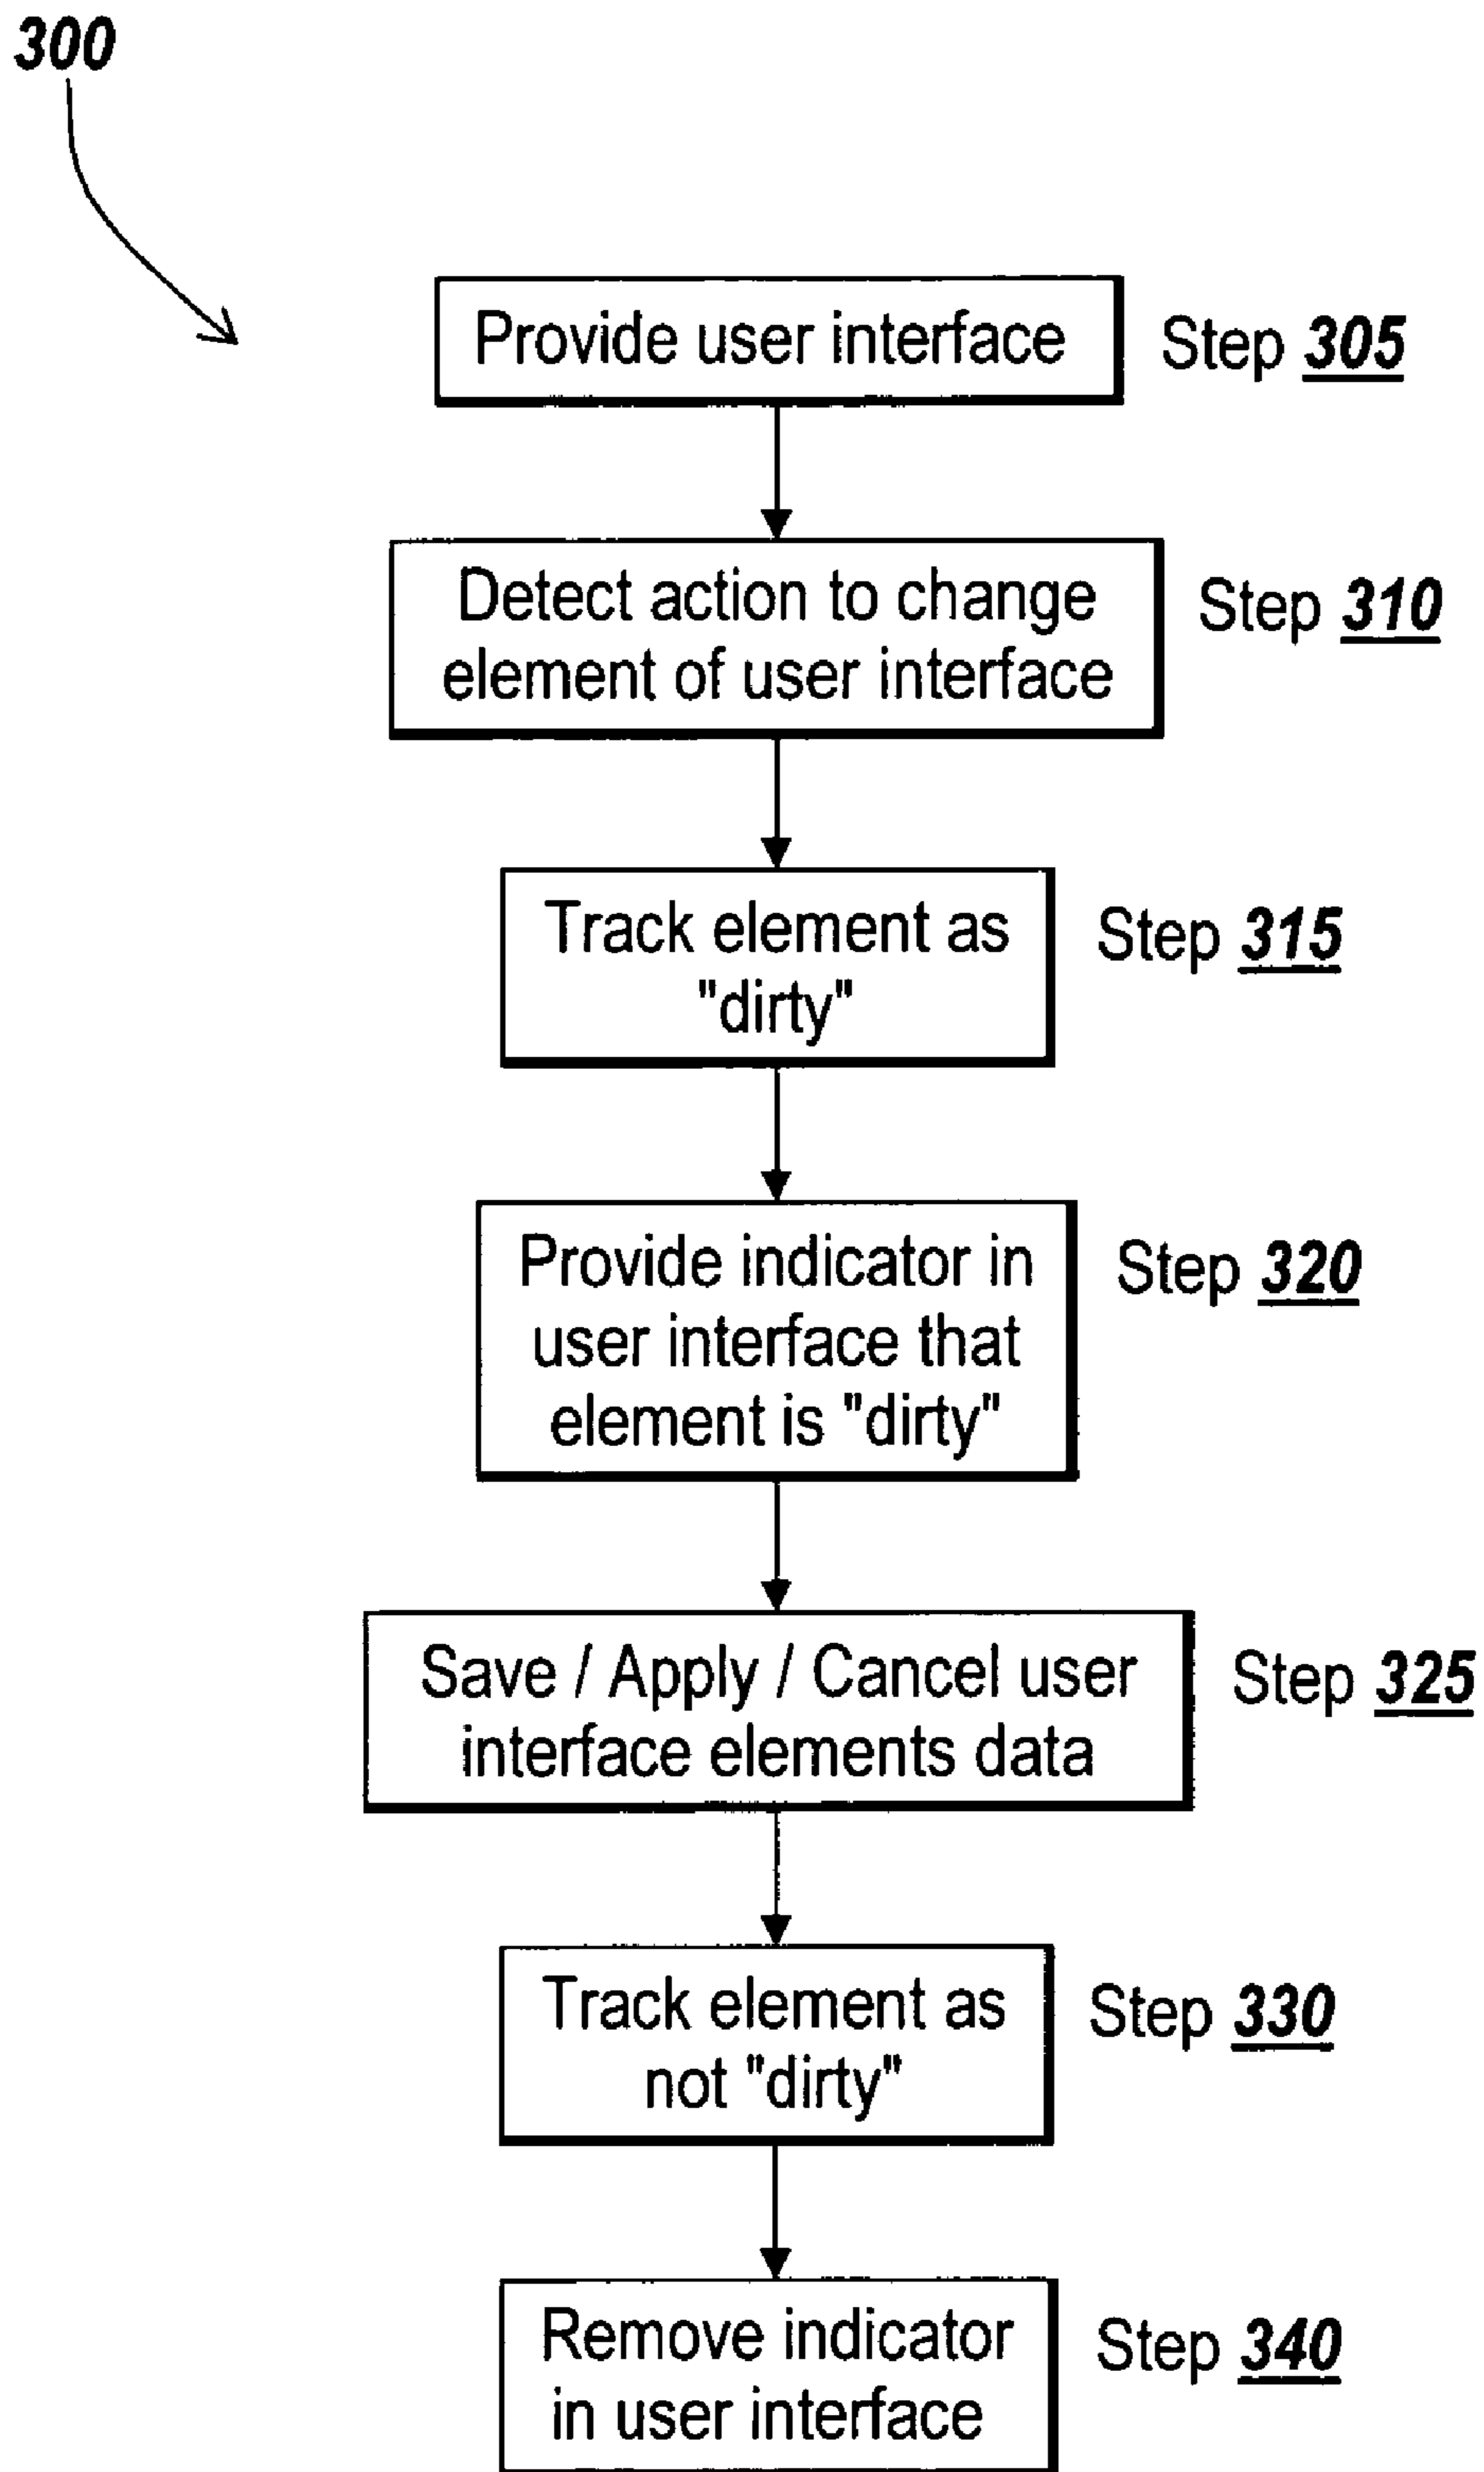 300
Provide user interface
Step 305
Detect action to change
element of user interface
Step 310
Track element as
"dirty"
Step 315
Provide indicator in
user interface that
element is "dirty"
Step 320
Save / Apply / Cancel user
interface elements data
Step 325
Track element as
not "dirty"
Step 330
Remove indicator
in user interface
Step 340